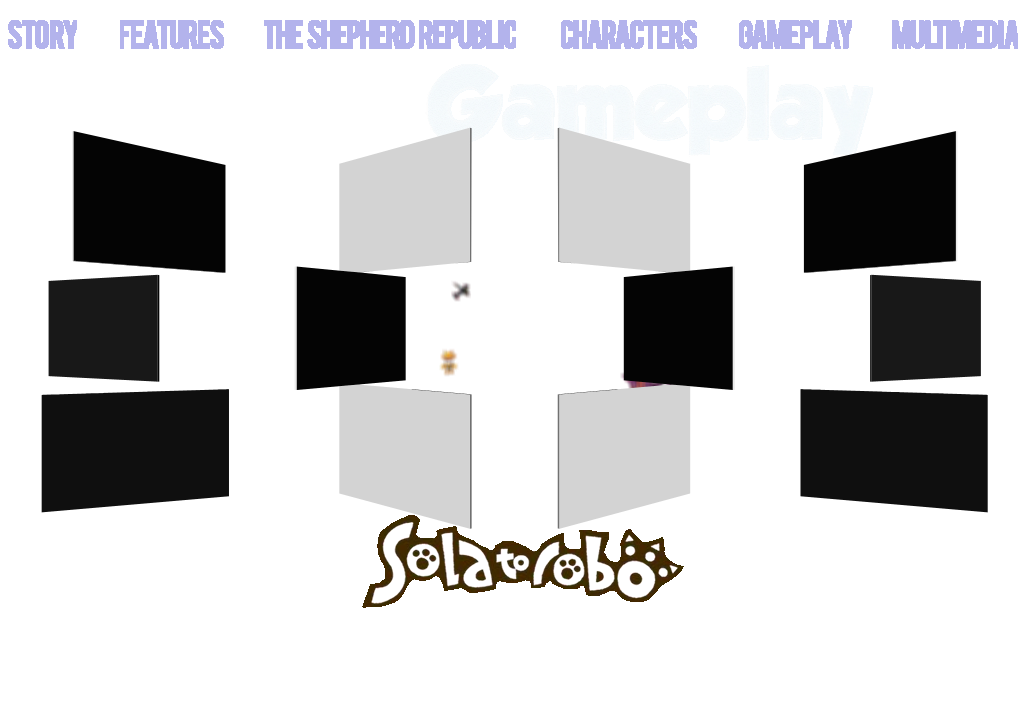 STORY FEATURES THE SHEPHERD REPUBLIC CHARACTERS GAMEPLAY MULTIMEDIA
Gameplay
Solatorobo